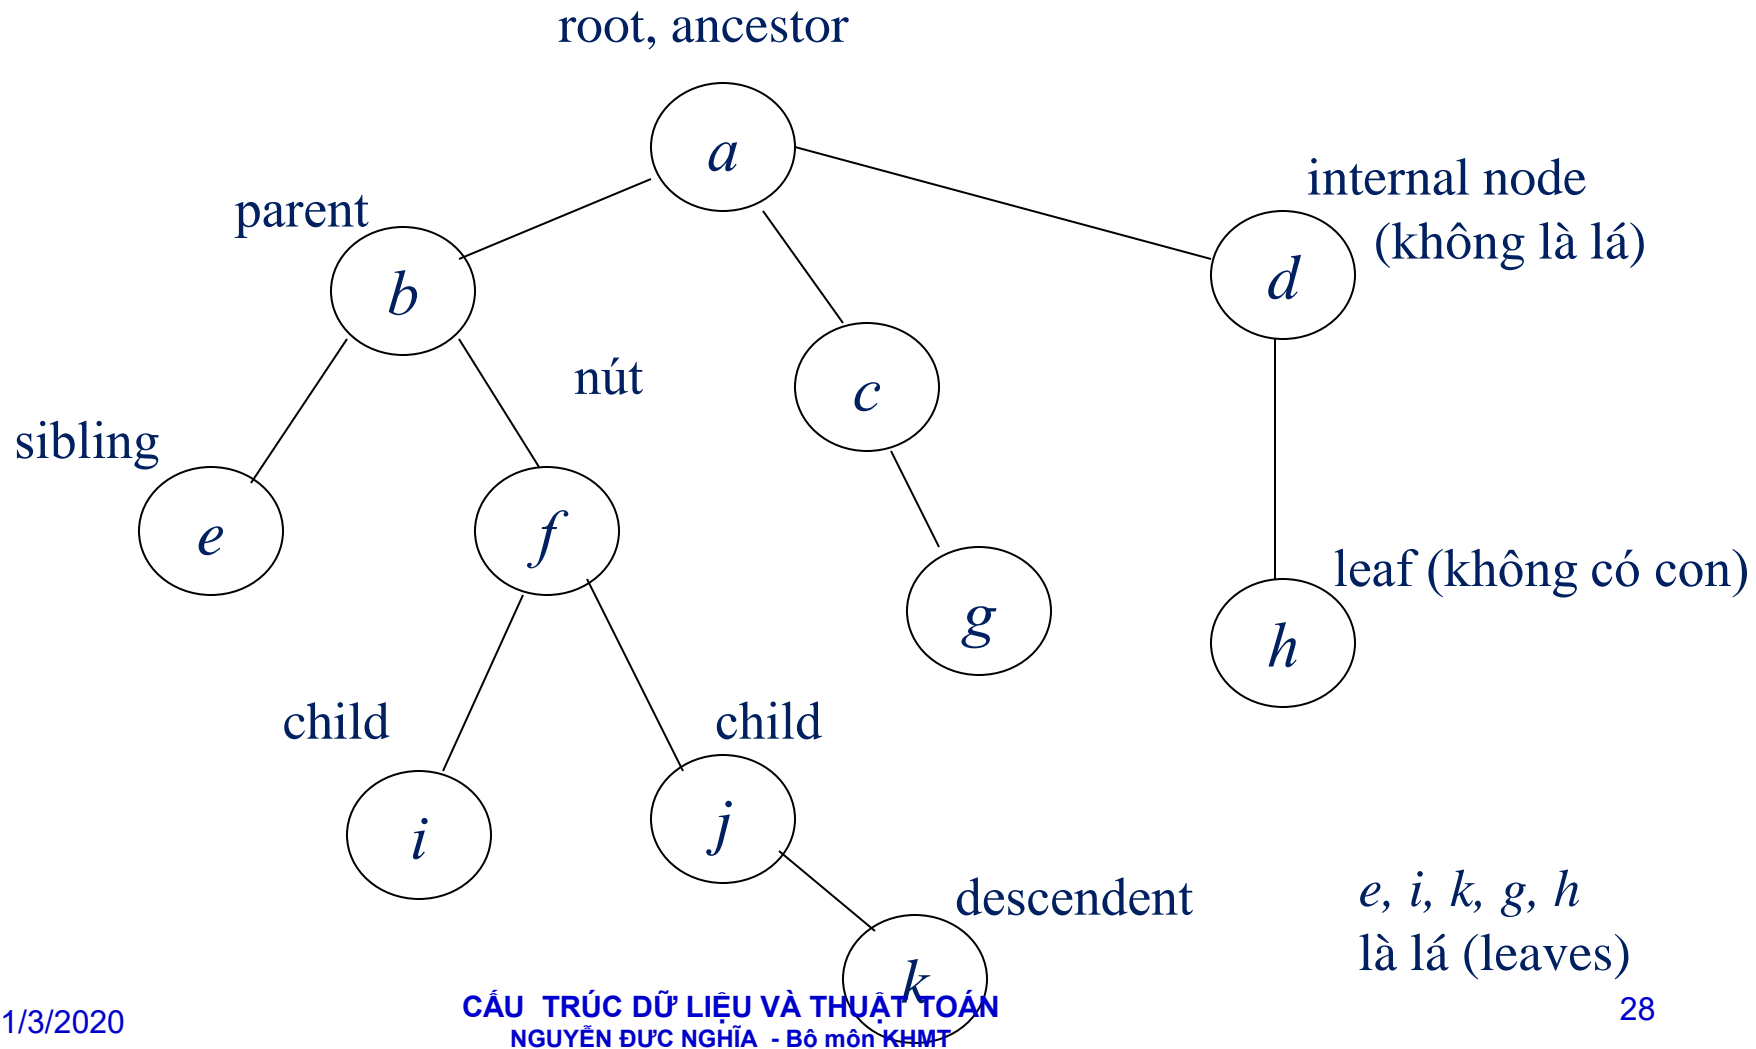 root, ancestor
a
internal node
parent
(không là lá)
b
d
nút
c
sibling
e
f
leaf (không có con)
g
h
child
child
i
j
descendent
e, i, k, g, h
là lá (leaves)
k
1/3/2020
CẤU TRÚC DỮ LIỆU VÀ THUẬT TOÁN
28
NGUYỄN ĐỨC NGHĨA - Bô môn KHMT